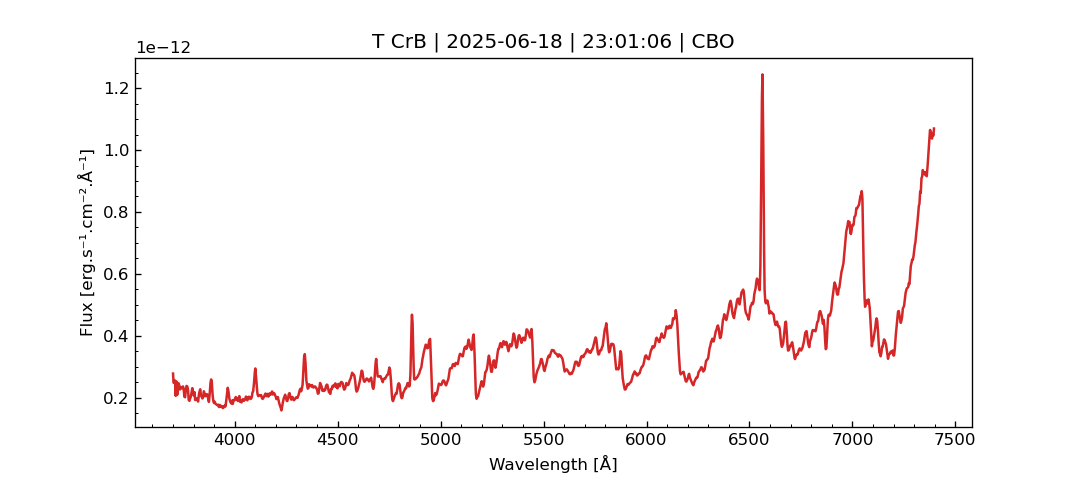 T CrB | 2025-06-18 | 23:01:06 | CBO
1e−12
1.2
1.0
0.8
0.6
0.4
0.2
Flux [erg.s⁻¹.cm⁻².Å⁻¹]
4000 4500 5000 5500 6000 6500 7000 7500
Wavelength [Å]